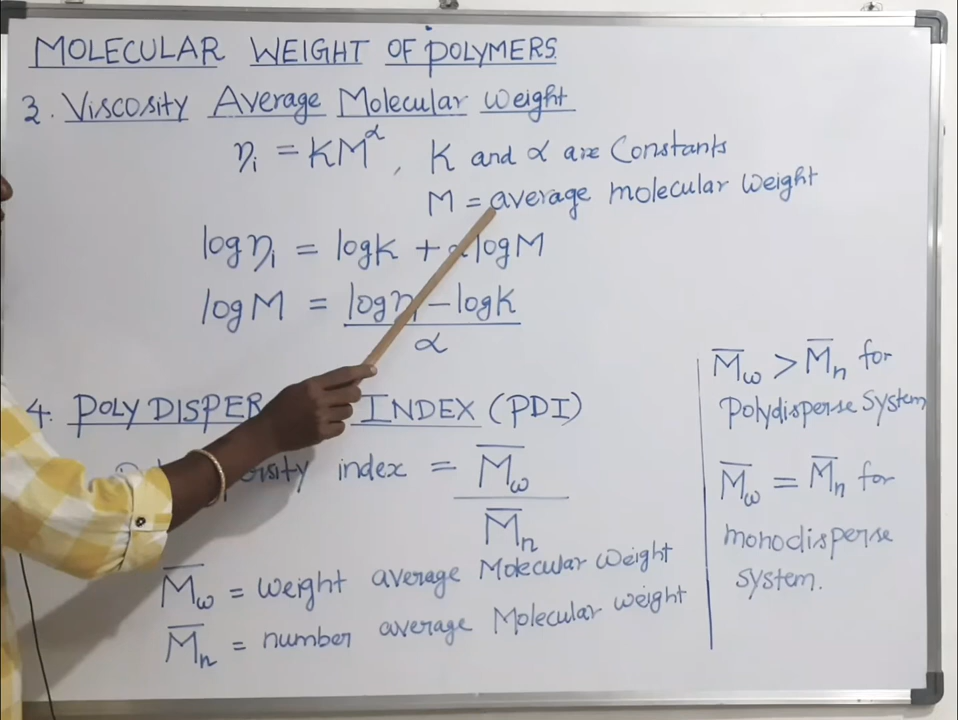 MOLECULAR WEIGHT OF POLYMERS
3. Viscosity Average Molecular Weight
ηi = KM^α, K and α are Constants
M = average molecular weight
log ηi = log K + α log M
log M = (log ηi – log K) / α
4. POLY DISPER INDEX (PDI)
index = M̅w / M̅n
M̅w = weight average Molecular Weight
M̅n = number average Molecular weight
M̅w > M̅n for
polydisperse System
M̅w = M̅n for
monodisperse
system.